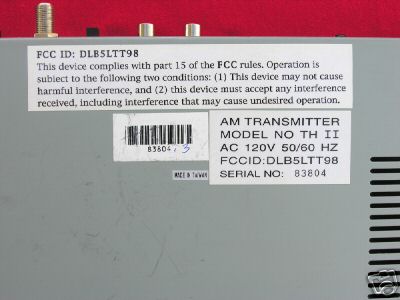 FCC ID: DLB5LTT98
This device complies with part 15 of the FCC rules. Operation is
subject to the following two conditions: (1) This device may not cause
harmful interference, and (2) this device must accept any interference
received, including interference that may cause undesired operation.
83804 . 3
MADE IN TAIWAN
AM TRANSMITTER
MODEL NO TH II
AC 120V 50/60 HZ
FCCID:DLB5LTT98
SERIAL NO: 83804